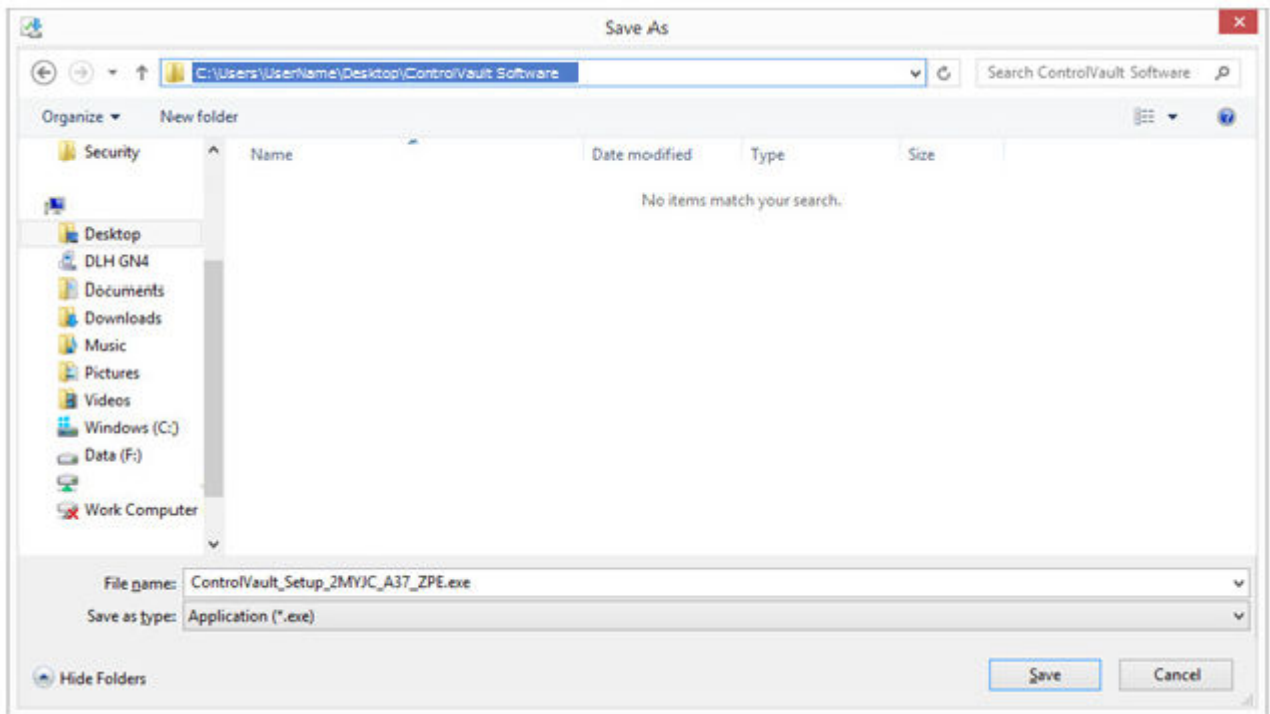 Save As
C:\Users\UserName\Desktop\ControlVault Software
Search ControlVault Software
Organize
New folder
Name
Date modified
Type
Size
No items match your search.
Security
Desktop
DLH GN4
Documents
Downloads
Music
Pictures
Videos
Windows (C:)
Data (F:)
Work Computer
File name: ControlVault_Setup_2MYJC_A37_ZPE.exe
Save as type: Application (*.exe)
Hide Folders
Save
Cancel